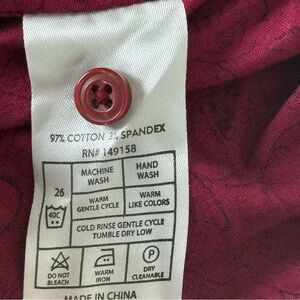 97% COTTON 3% SPANDEX
RN# 149158
26
MACHINE WASH
HAND WASH
40C
WARM GENTLE CYCLE
WARM LIKE COLORS
COLD RINSE GENTLE CYCLE
TUMBLE DRY LOW
DO NOT BLEACH
WARM IRON
P
DRY CLEANABLE
MADE IN CHINA